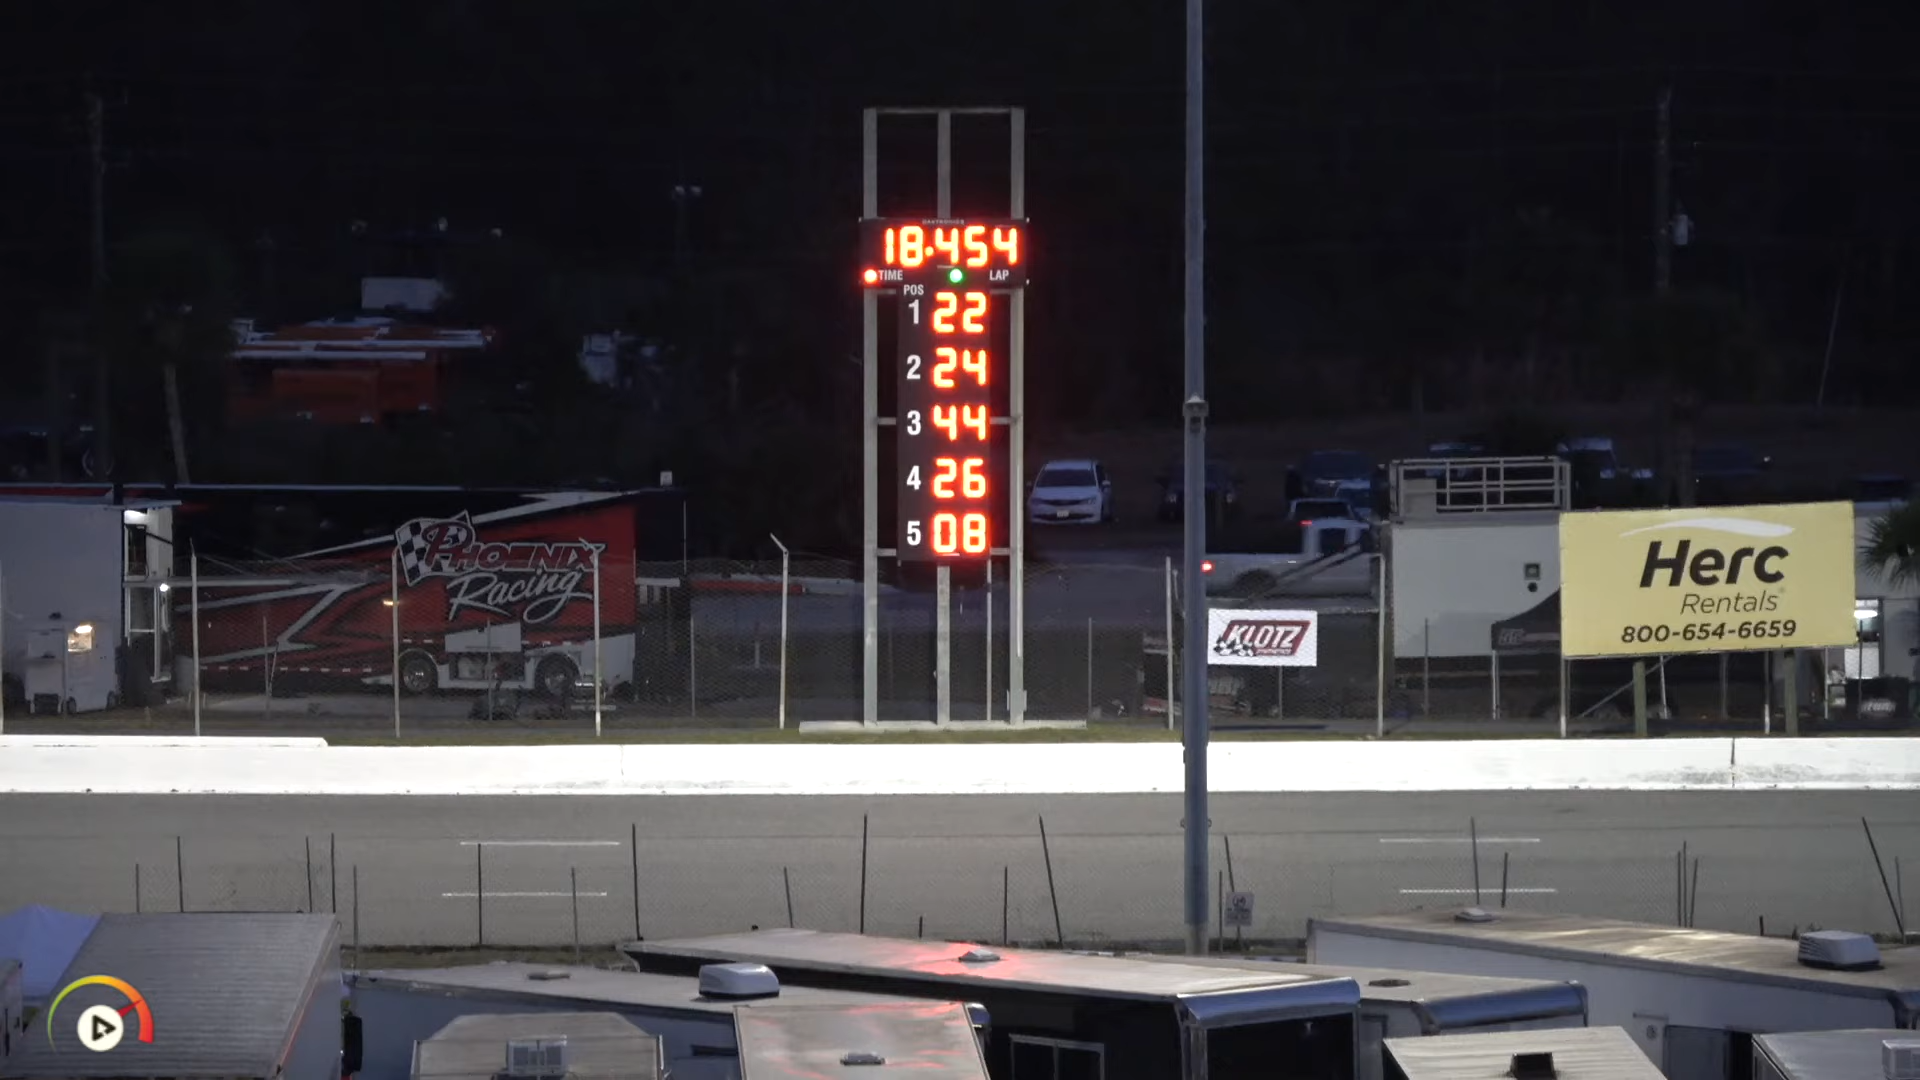 DAKTRONICS
18.454
TIME LAP
POS
1 22
2 24
3 44
4 26
5 08
PHOENIX
Racing
KLOTZ
Herc
Rentals
800-654-6659